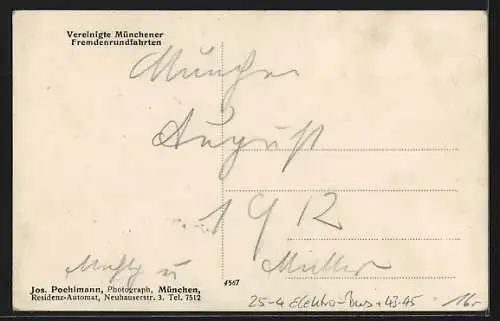 Vereinigte Münchener
Fremdenrundfahrten
München
August
1912
u Müller
Jos. Poehlmann, Photograph, München,
Residenz-Automat, Neuhauserstr. 3. Tel. 7512
4567
25-4 Elektro-Bus + 43.45 16.-